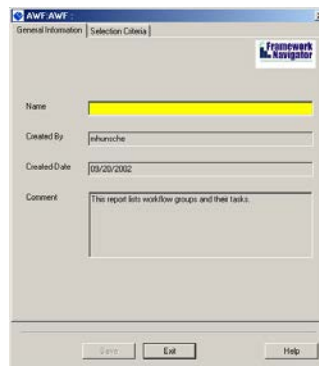 AWF:AWF :
General Information Selection Criteria
Framework
Navigator
Name
Created By mhunsche
Created-Date 09/20/2002
Comment This report lists workflow groups and their tasks.
Save Exit Help